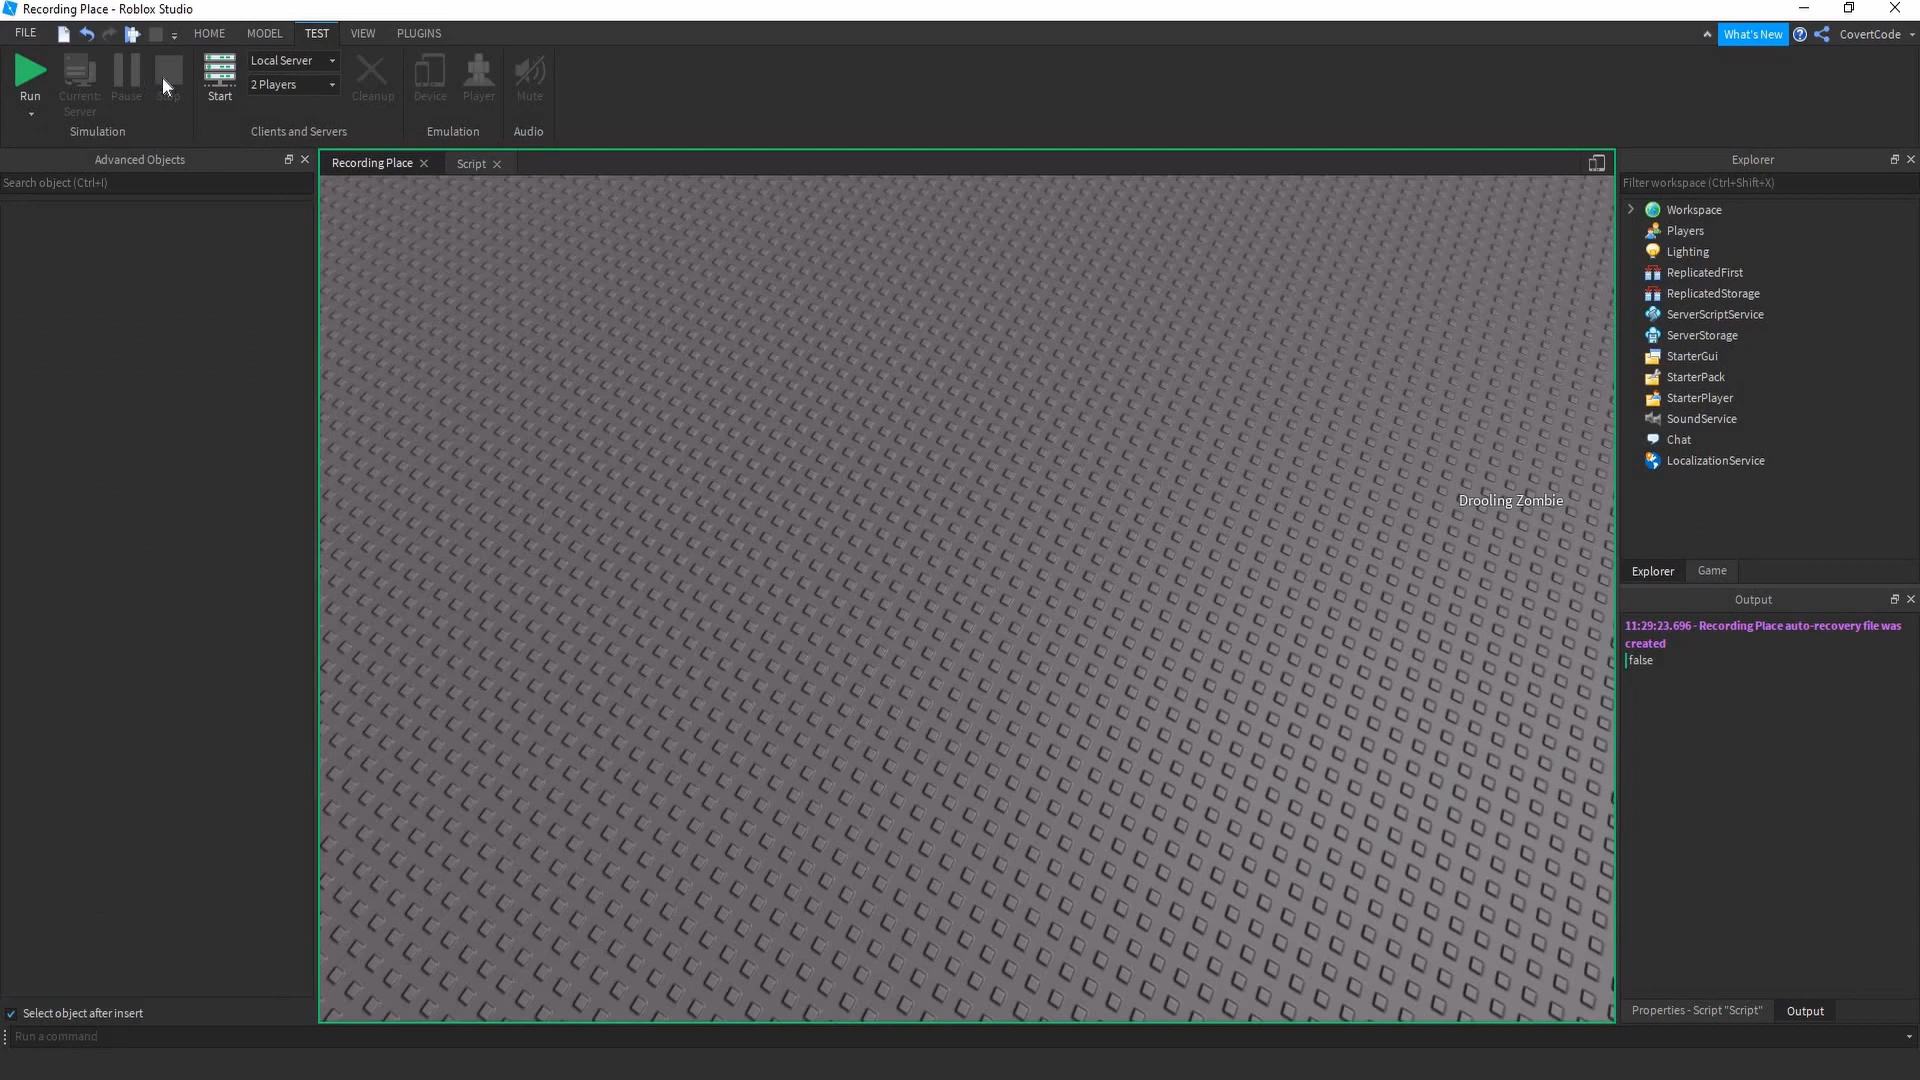 Recording Place - Roblox Studio
FILE
HOME
MODEL
TEST
VIEW
PLUGINS
What's New
CovertCode
Run
Current:
Server
Pause
Stop
Start
Local Server
2 Players
Cleanup
Device
Player
Mute
Simulation
Clients and Servers
Emulation
Audio
Advanced Objects
Search object (Ctrl+I)
Recording Place
Script
Drooling Zombie
Explorer
Filter workspace (Ctrl+Shift+X)
Workspace
Players
Lighting
ReplicatedFirst
ReplicatedStorage
ServerScriptService
ServerStorage
StarterGui
StarterPack
StarterPlayer
SoundService
Chat
LocalizationService
Explorer
Game
Output
11:29:23.696 - Recording Place auto-recovery file was
created
false
Properties - Script "Script"
Output
Select object after insert
Run a command